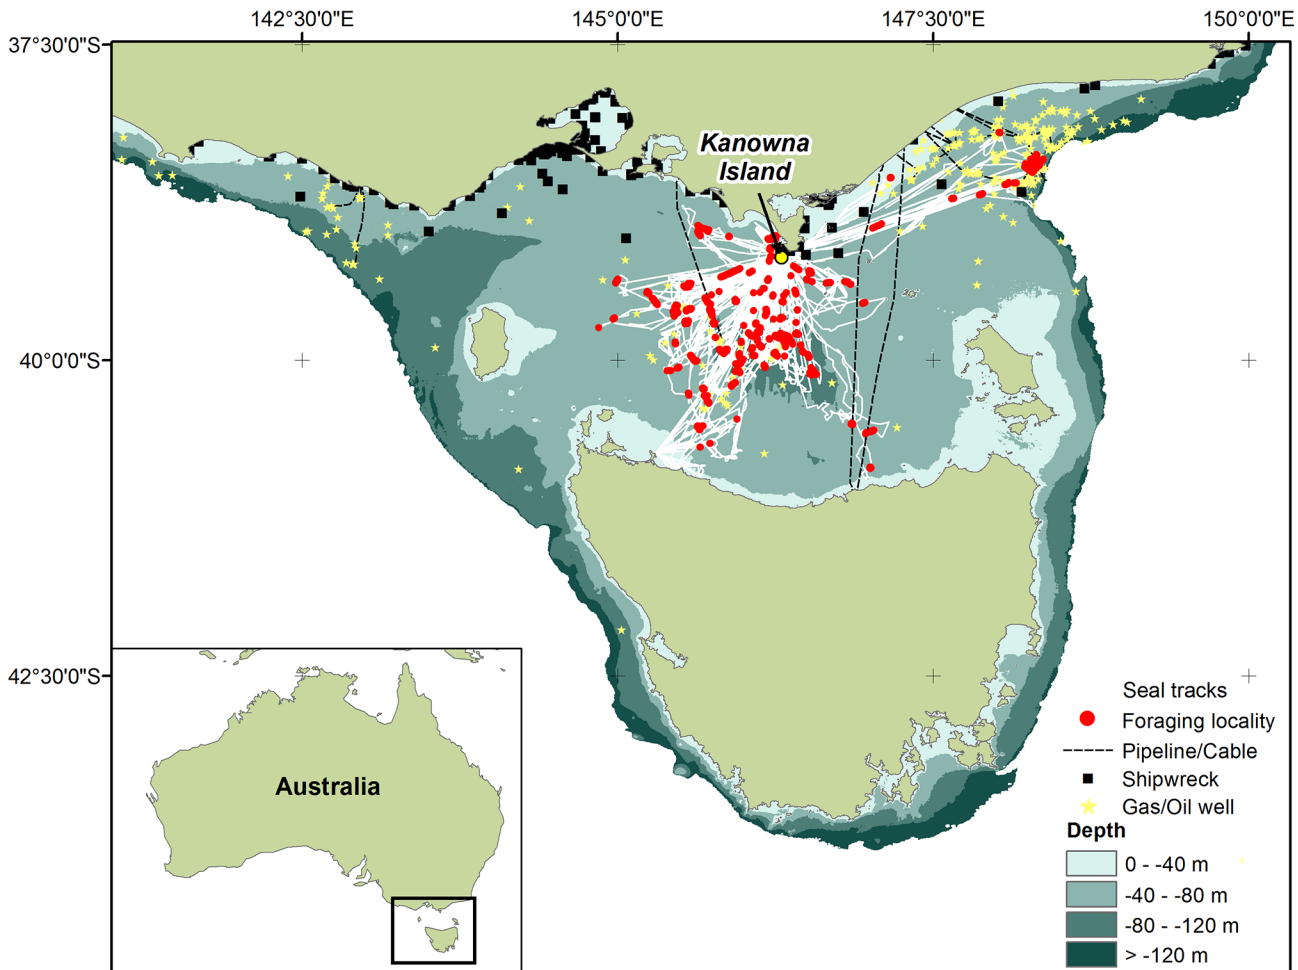 142°30'0"E
145°0'0"E
147°30'0"E
150°0'0"E
37°30'0"S
40°0'0"S
42°30'0"S
Kanowna
Island
Australia
Seal tracks
Foraging locality
Pipeline/Cable
Shipwreck
Gas/Oil well
Depth
0 - -40 m
-40 - -80 m
-80 - -120 m
> -120 m